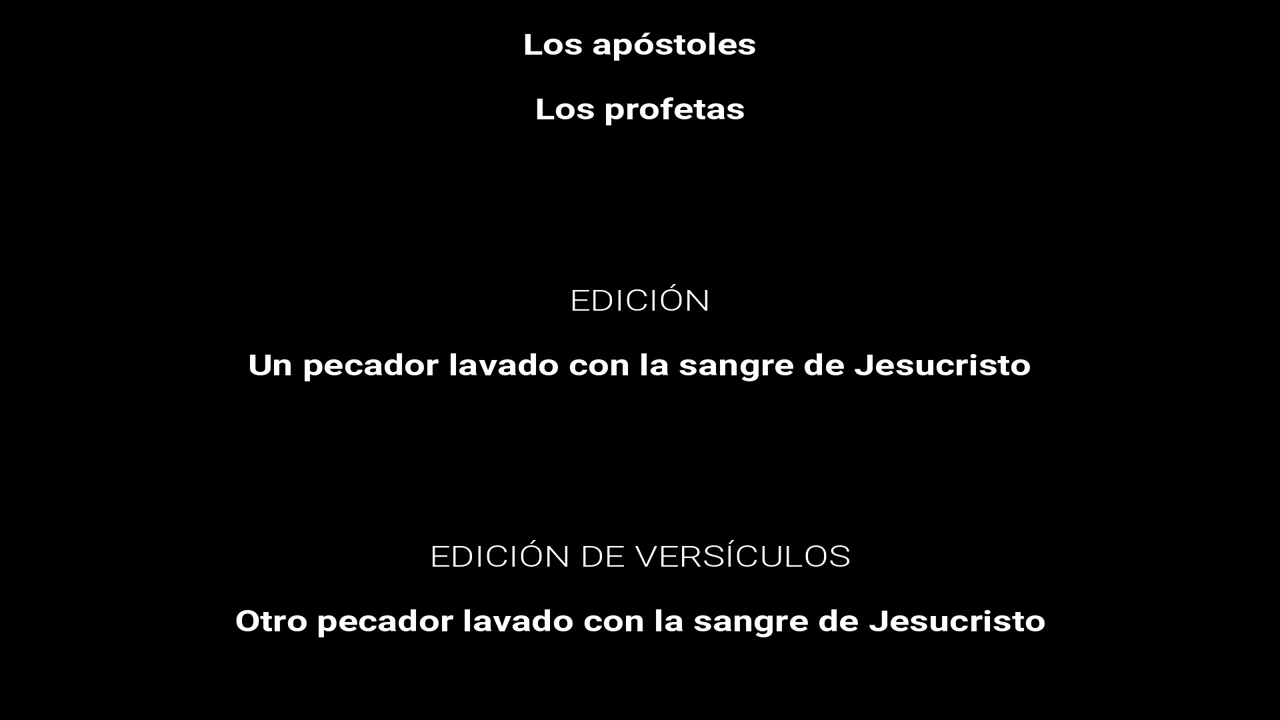 Los apóstoles
Los profetas
EDICIÓN
Un pecador lavado con la sangre de Jesucristo
EDICIÓN DE VERSÍCULOS
Otro pecador lavado con la sangre de Jesucristo